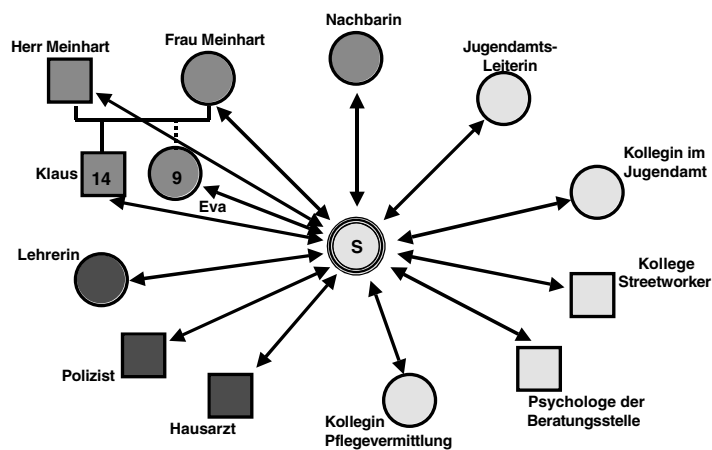 Nachbarin
Herr Meinhart
Frau Meinhart
Jugendamts-
Leiterin
Klaus
14
9
Eva
Kollegin im
Jugendamt
S
Lehrerin
Kollege
Streetworker
Polizist
Hausarzt
Kollegin
Pflegevermittlung
Psychologe der
Beratungsstelle